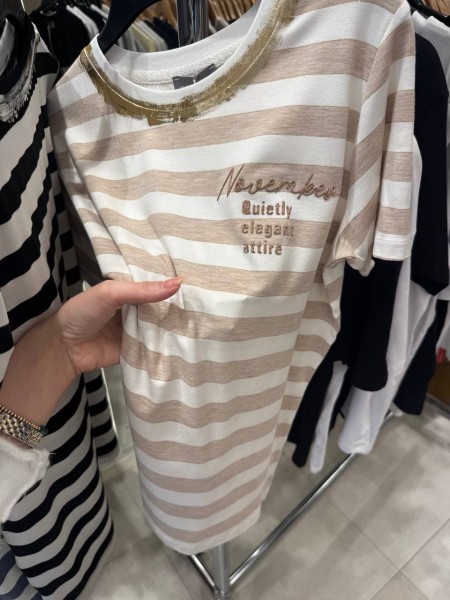 November
Quietly
elegant
attire